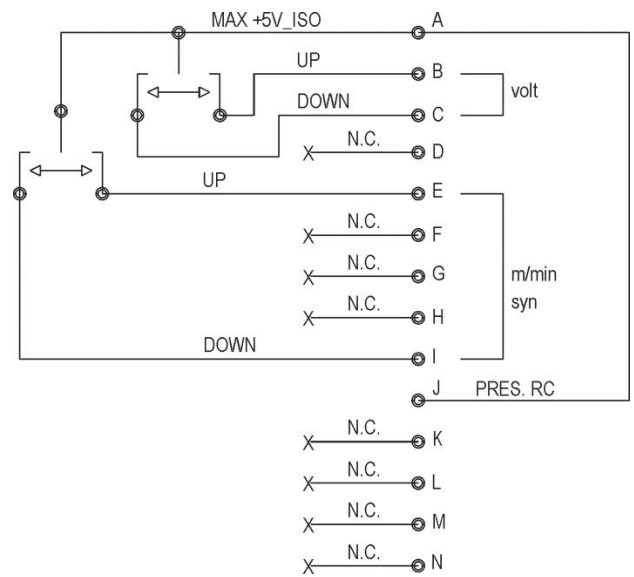 MAX +5V_ISO A
UP B
volt
DOWN C
N.C. D
UP E
N.C. F
N.C. G
m/min
syn
N.C. H
DOWN I
J PRES. RC
N.C. K
N.C. L
N.C. M
N.C. N